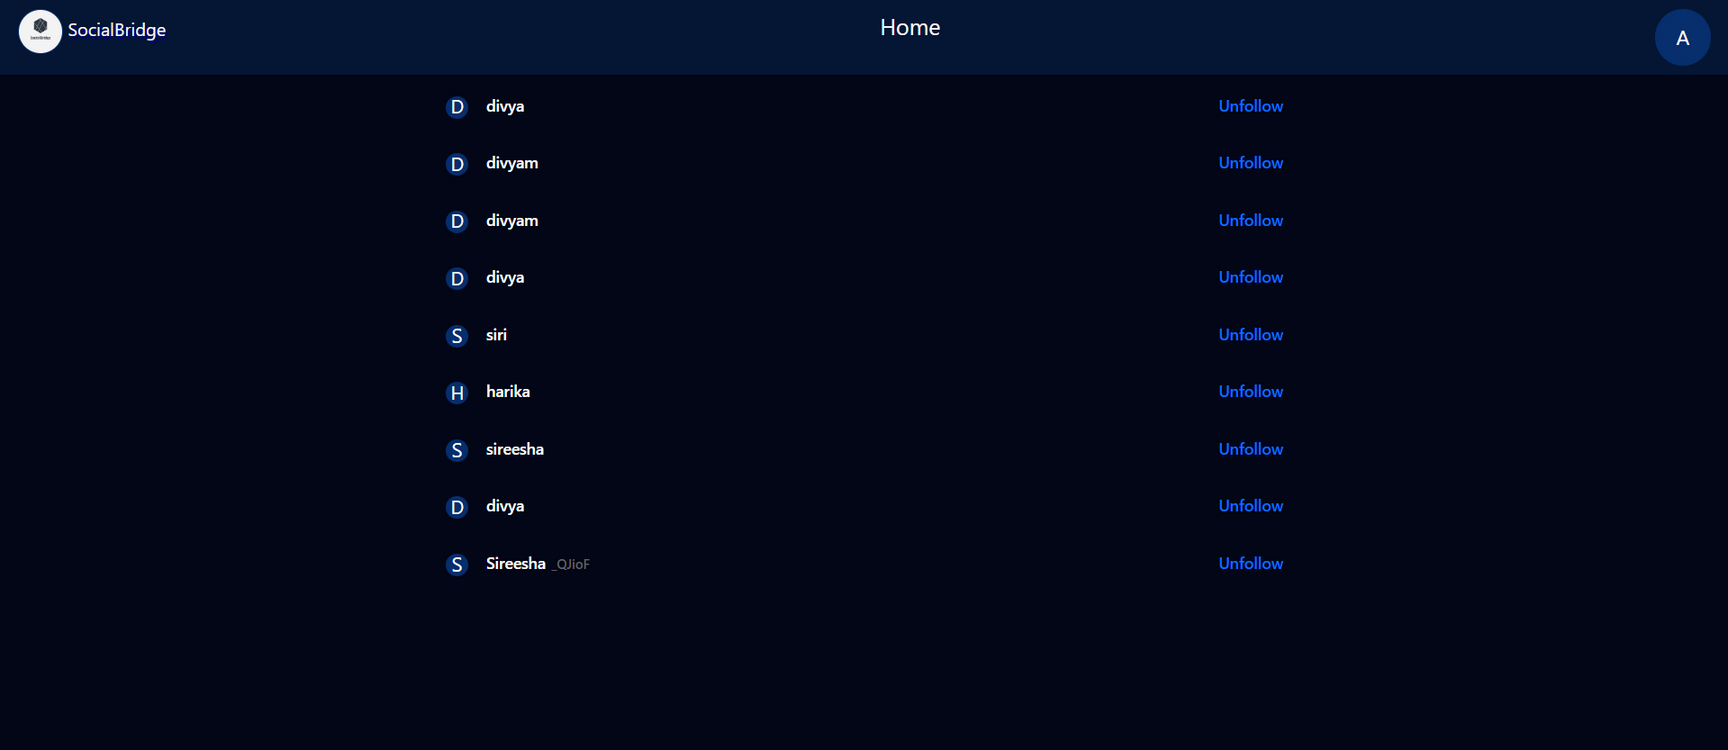 SocialBridge Home A
D divya Unfollow
D divyam Unfollow
D divyam Unfollow
D divya Unfollow
S siri Unfollow
H harika Unfollow
S sireesha Unfollow
D divya Unfollow
S Sireesha _QJioF Unfollow